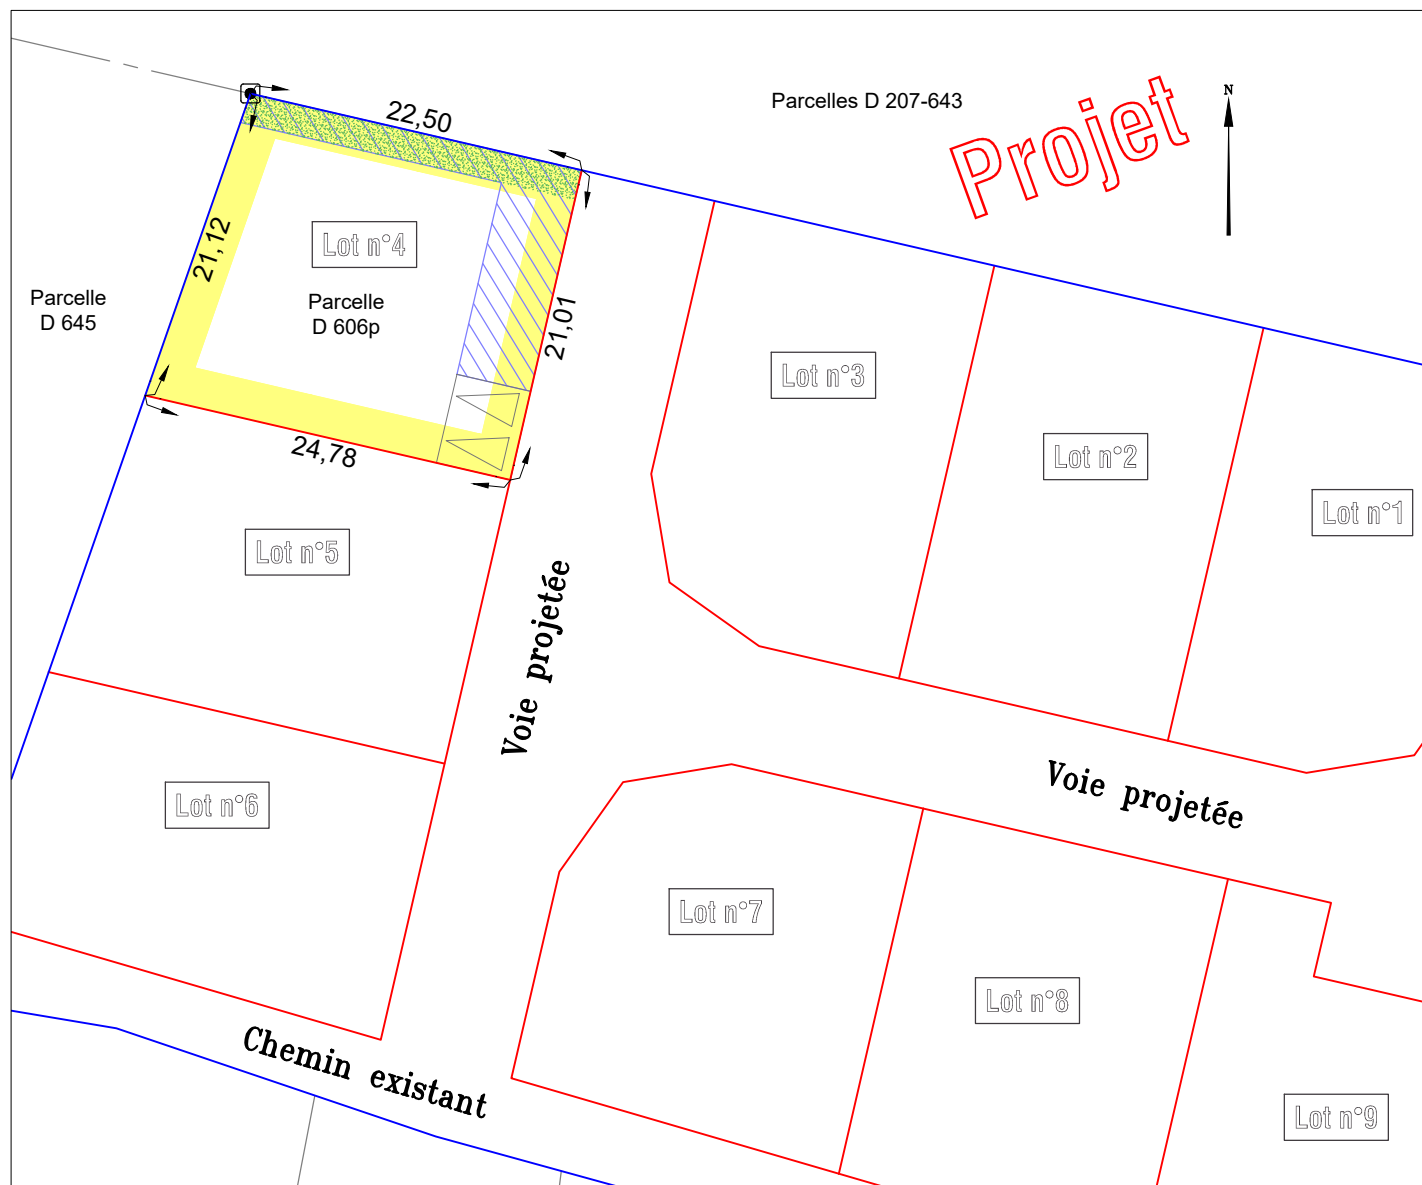 Parcelles D 207-643
Projet
N
22,50
21,12
Lot n°4
Parcelle
D 645
Parcelle
D 606p
21,01
Lot n°3
24,78
Lot n°2
Lot n°1
Lot n°5
Voie projetée
Voie projetée
Lot n°6
Lot n°7
Lot n°8
Chemin existant
Lot n°9